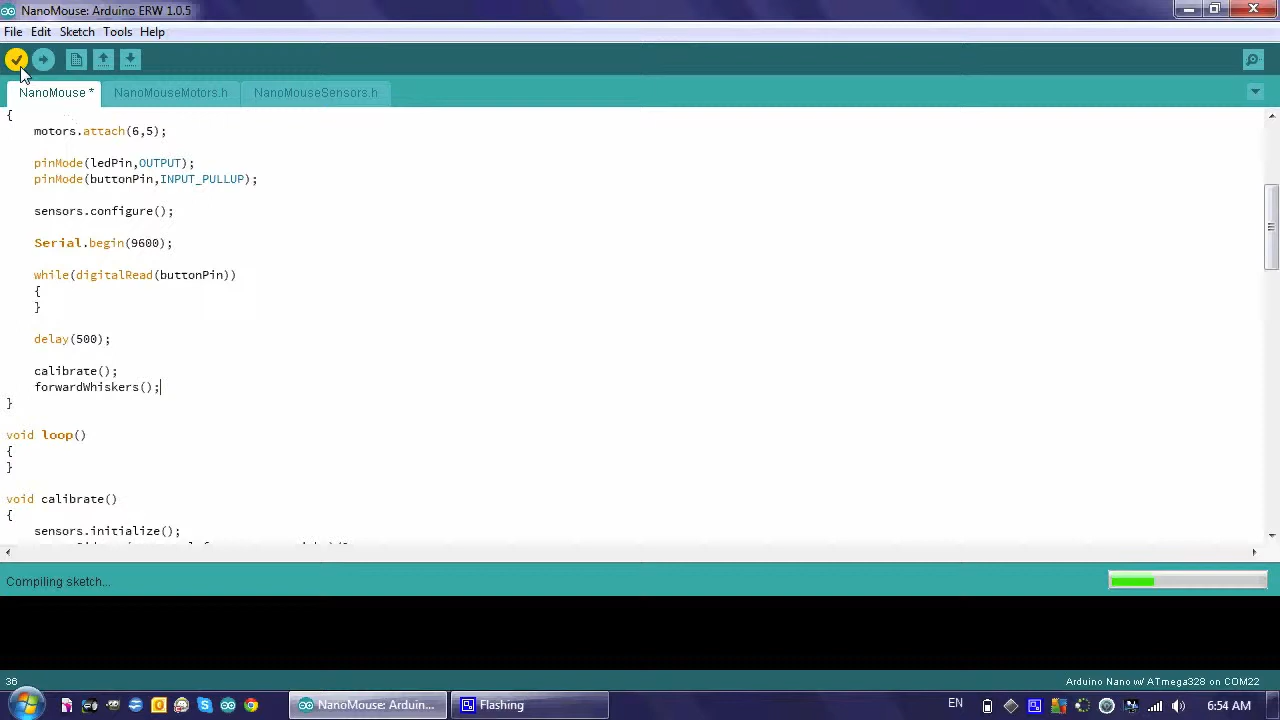 NanoMouse: Arduino ERW 1.0.5
File Edit Sketch Tools Help
NanoMouse * NanoMouseMotors.h NanoMouseSensors.h
{
motors.attach(6,5);
pinMode(ledPin,OUTPUT);
pinMode(buttonPin,INPUT_PULLUP);
sensors.configure();
Serial.begin(9600);
while(digitalRead(buttonPin))
{
}
delay(500);
calibrate();
forwardWhiskers();
}
void loop()
{
}
void calibrate()
{
sensors.initialize();
Compiling sketch...
36 Arduino Nano w/ ATmega328 on COM22
NanoMouse: Arduin... Flashing EN 6:54 AM